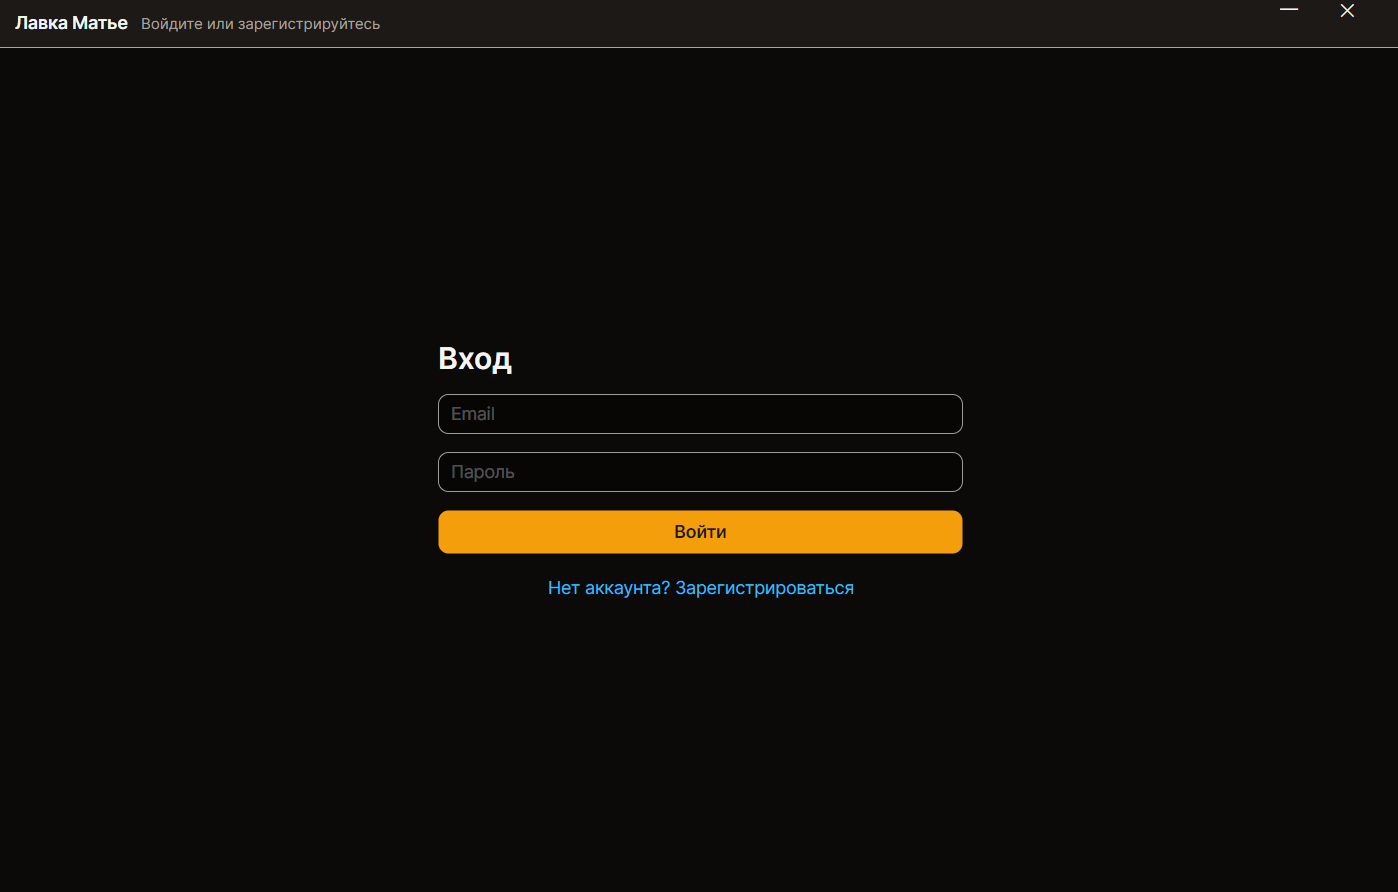 Лавка Матье Войдите или зарегистрируйтесь
Вход
Email
Пароль
Войти
Нет аккаунта? Зарегистрироваться